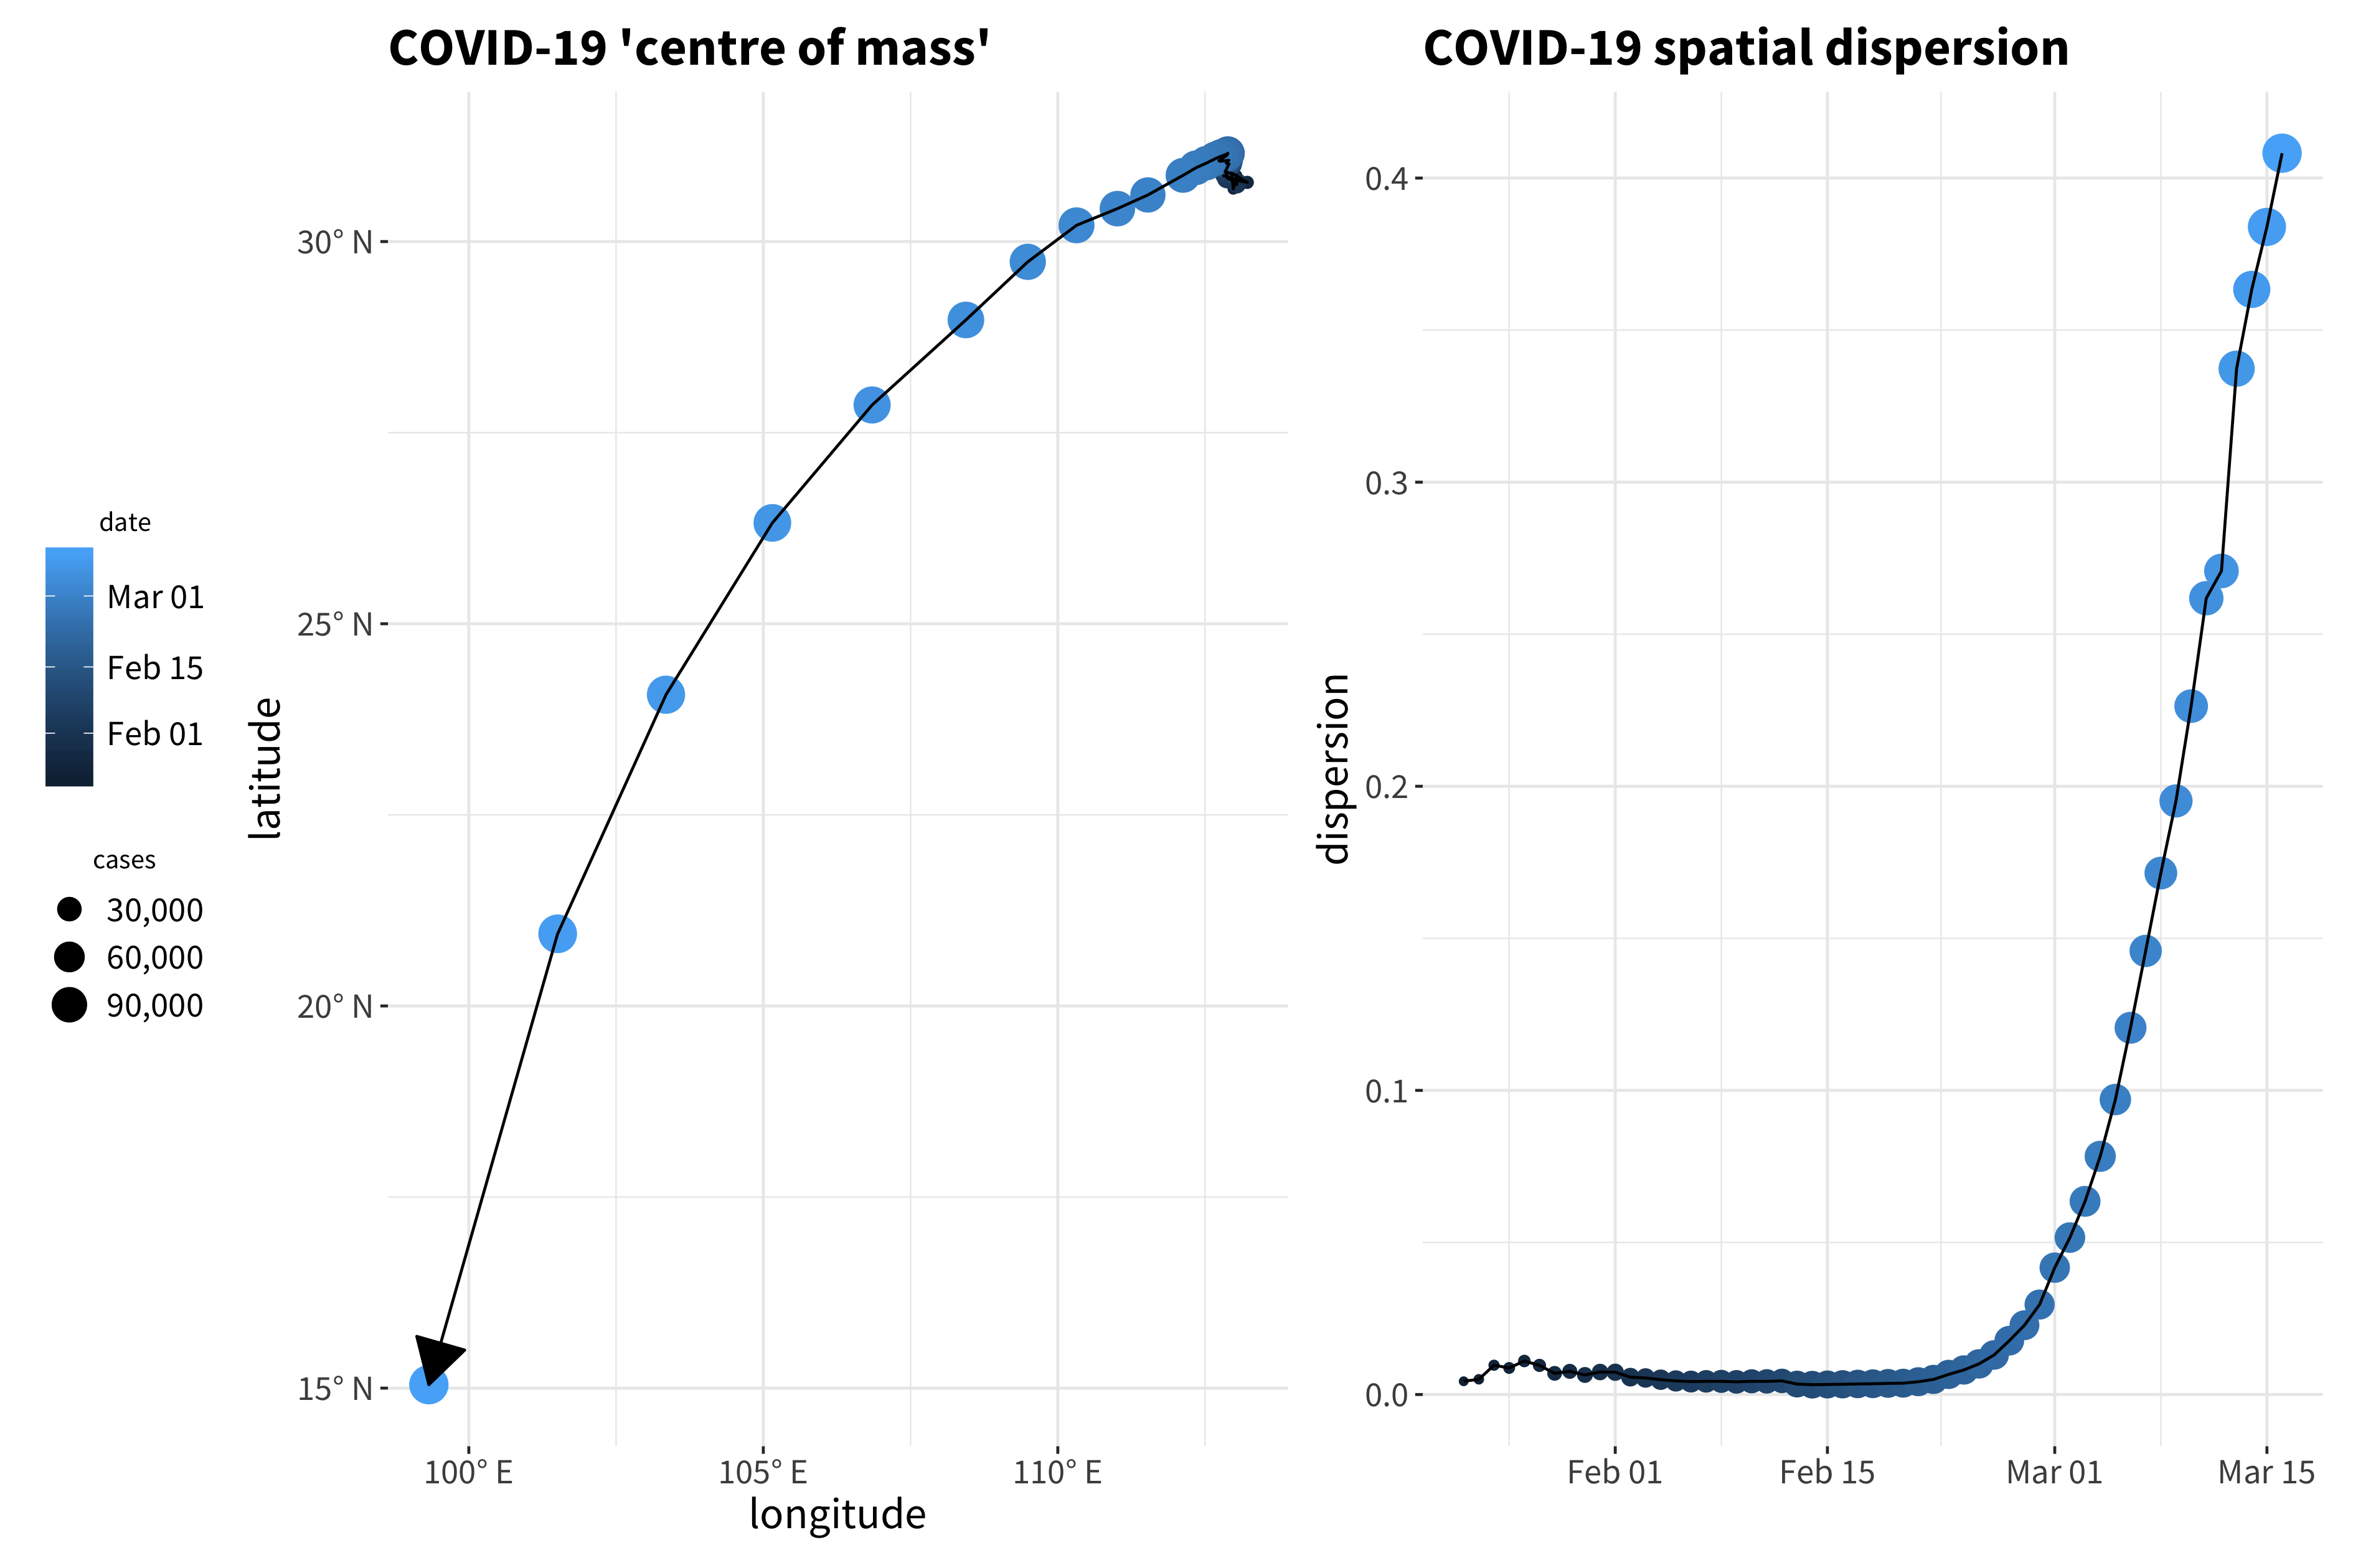 COVID-19 'centre of mass'
COVID-19 spatial dispersion
date
Mar 01
Feb 15
Feb 01
cases
30,000
60,000
90,000
latitude
30° N
25° N
20° N
15° N
100° E
105° E
110° E
longitude
dispersion
0.4
0.3
0.2
0.1
0.0
Feb 01
Feb 15
Mar 01
Mar 15